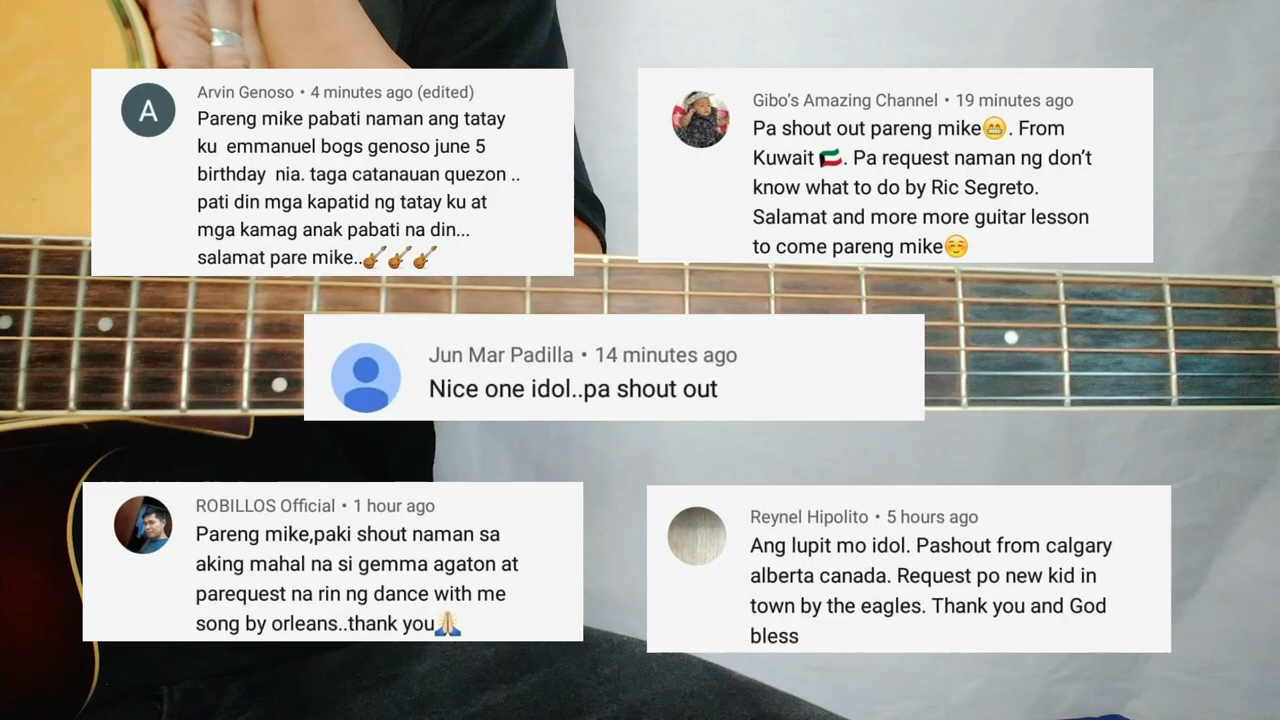 Arvin Genoso • 4 minutes ago (edited)
Pareng mike pabati naman ang tatay
ku emmanuel bogs genoso june 5
birthday nia. taga catanauan quezon ..
pati din mga kapatid ng tatay ku at
mga kamag anak pabati na din...
salamat pare mike..🎸🎸🎸
A
Gibo's Amazing Channel • 19 minutes ago
Pa shout out pareng mike😁. From
Kuwait 🇰🇼. Pa request naman ng don't
know what to do by Ric Segreto.
Salamat and more more guitar lesson
to come pareng mike☺️
Jun Mar Padilla • 14 minutes ago
Nice one idol..pa shout out
ROBILLOS Official • 1 hour ago
Pareng mike,paki shout naman sa
aking mahal na si gemma agaton at
parequest na rin ng dance with me
song by orleans..thank you🙏
Reynel Hipolito • 5 hours ago
Ang lupit mo idol. Pashout from calgary
alberta canada. Request po new kid in
town by the eagles. Thank you and God
bless